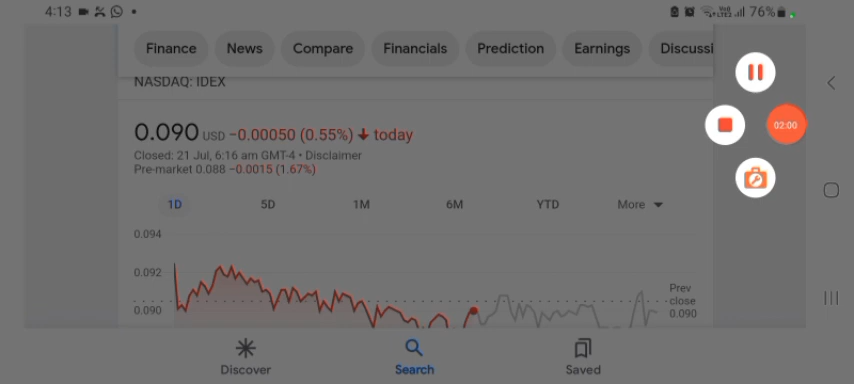 4:13
Vo) LTE2 76%
Finance News Compare Financials Prediction Earnings Discussi
NASDAQ: IDEX
0.090 USD −0.00050 (0.55%) today
Closed: 21 Jul, 6:16 am GMT-4 • Disclaimer
Pre-market 0.088 −0.0015 (1.67%)
02:00
1D 5D 1M 6M YTD More
0.094
0.092
0.090
Prev
close
0.090
Discover Search Saved